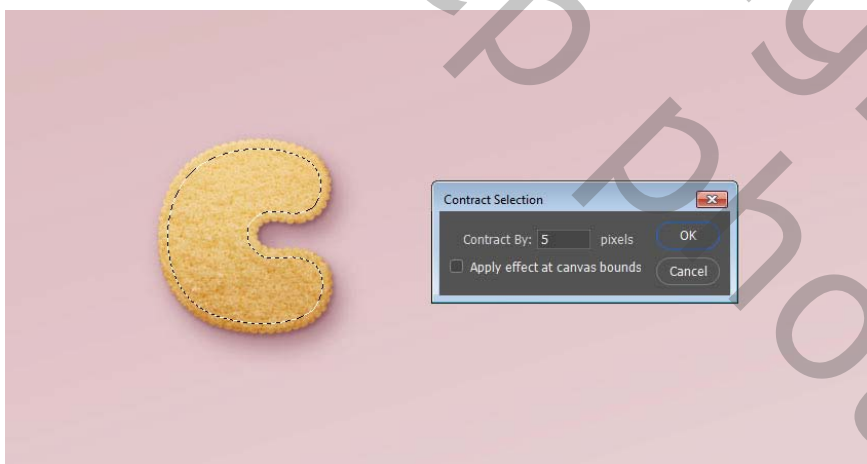 C
Contract Selection
Contract By: 5 pixels
OK
Apply effect at canvas bounds
Cancel